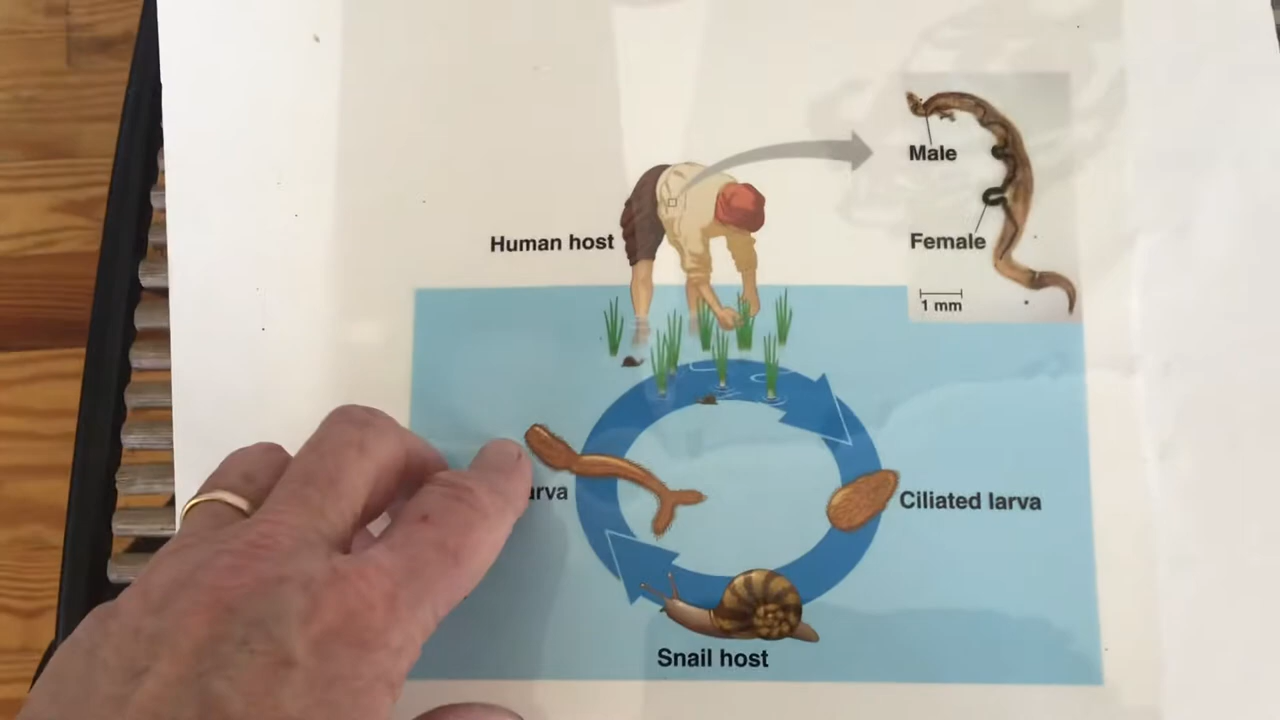 Male
Human host
Female
1 mm
Ciliated larva
Snail host